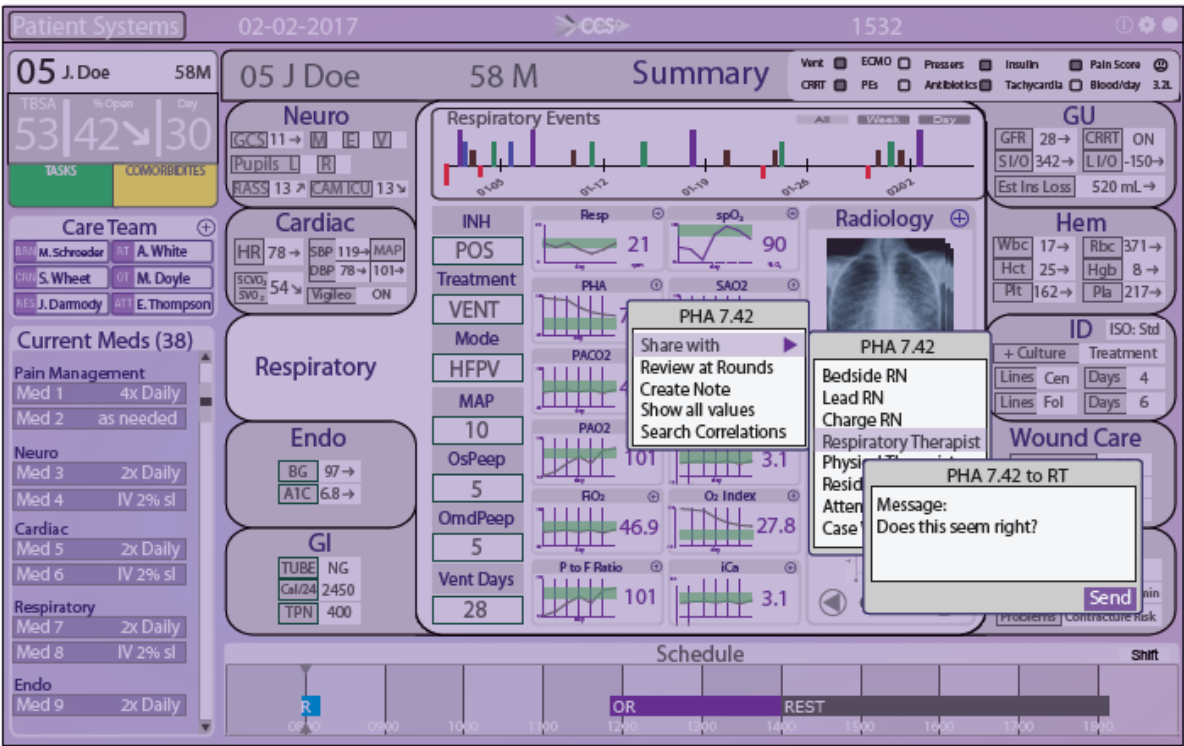 Patient Systems 02-02-2017 CCS 1532
05 J. Doe 58M
TBSA % Open Day
53 42 30
TASKS COMORBIDITES
Care Team
BRN M. Schroeder RT A. White
CRN S. Wheet OT M. Doyle
RES J. Darmody ATT E. Thompson
Current Meds (38)
Pain Management
Med 1 4x Daily
Med 2 as needed
Neuro
Med 3 2x Daily
Med 4 IV 2% sl
Cardiac
Med 5 2x Daily
Med 6 IV 2% sl
Respiratory
Med 7 2x Daily
Med 8 IV 2% sl
Endo
Med 9 2x Daily
05 J Doe 58 M Summary
Vent ECMO Pressers Insulin Pain Score
CRRT PEs Antibiotics Tachycardia Blood/day 3.2L
Neuro
GCS 11→ M E V
Pupils L R
RASS 13 ↗ CAM ICU 13↘
Cardiac
HR 78→ SBP 119→ MAP
DBP 78→ 101→
SCVO₂
SVO₂ 54↘ Vigileo ON
Respiratory
Endo
BG 97→
A1C 6.8→
GI
TUBE NG
Cal/24 2450
TPN 400
Respiratory Events All Week Day
01-05 01-12 01-19 01-26 02-02
INH
POS
Treatment
VENT
Mode
HFPV
MAP
10
OsPeep
5
OmdPeep
5
Vent Days
28
Resp
21
day
spO₂
90
day
PHA
SAO2
PACO2
PAO2
101
3.1
FiO₂
46.9
O₂ Index
27.8
P to F Ratio
101
iCa
3.1
Radiology
PHA 7.42
Share with
Review at Rounds
Create Note
Show all values
Search Correlations
PHA 7.42
Bedside RN
Lead RN
Charge RN
Respiratory Therapist
Resid
Atten
Case
PHA 7.42 to RT
Message:
Does this seem right?
Send
GU
GFR 28→ CRRT ON
S I/O 342→ L I/O -150→
Est Ins Loss 520 mL→
Hem
Wbc 17→ Rbc 371→
Hct 25→ Hgb 8→
Plt 162→ Pla 217→
ID ISO: Std
+ Culture Treatment
Lines Cen Days 4
Lines Fol Days 6
Wound Care
min
Problems Contracture Risk
Schedule Shift
R OR REST
0800 0900 1000 1100 1200 1300 1400 1500 1600 1700 1800